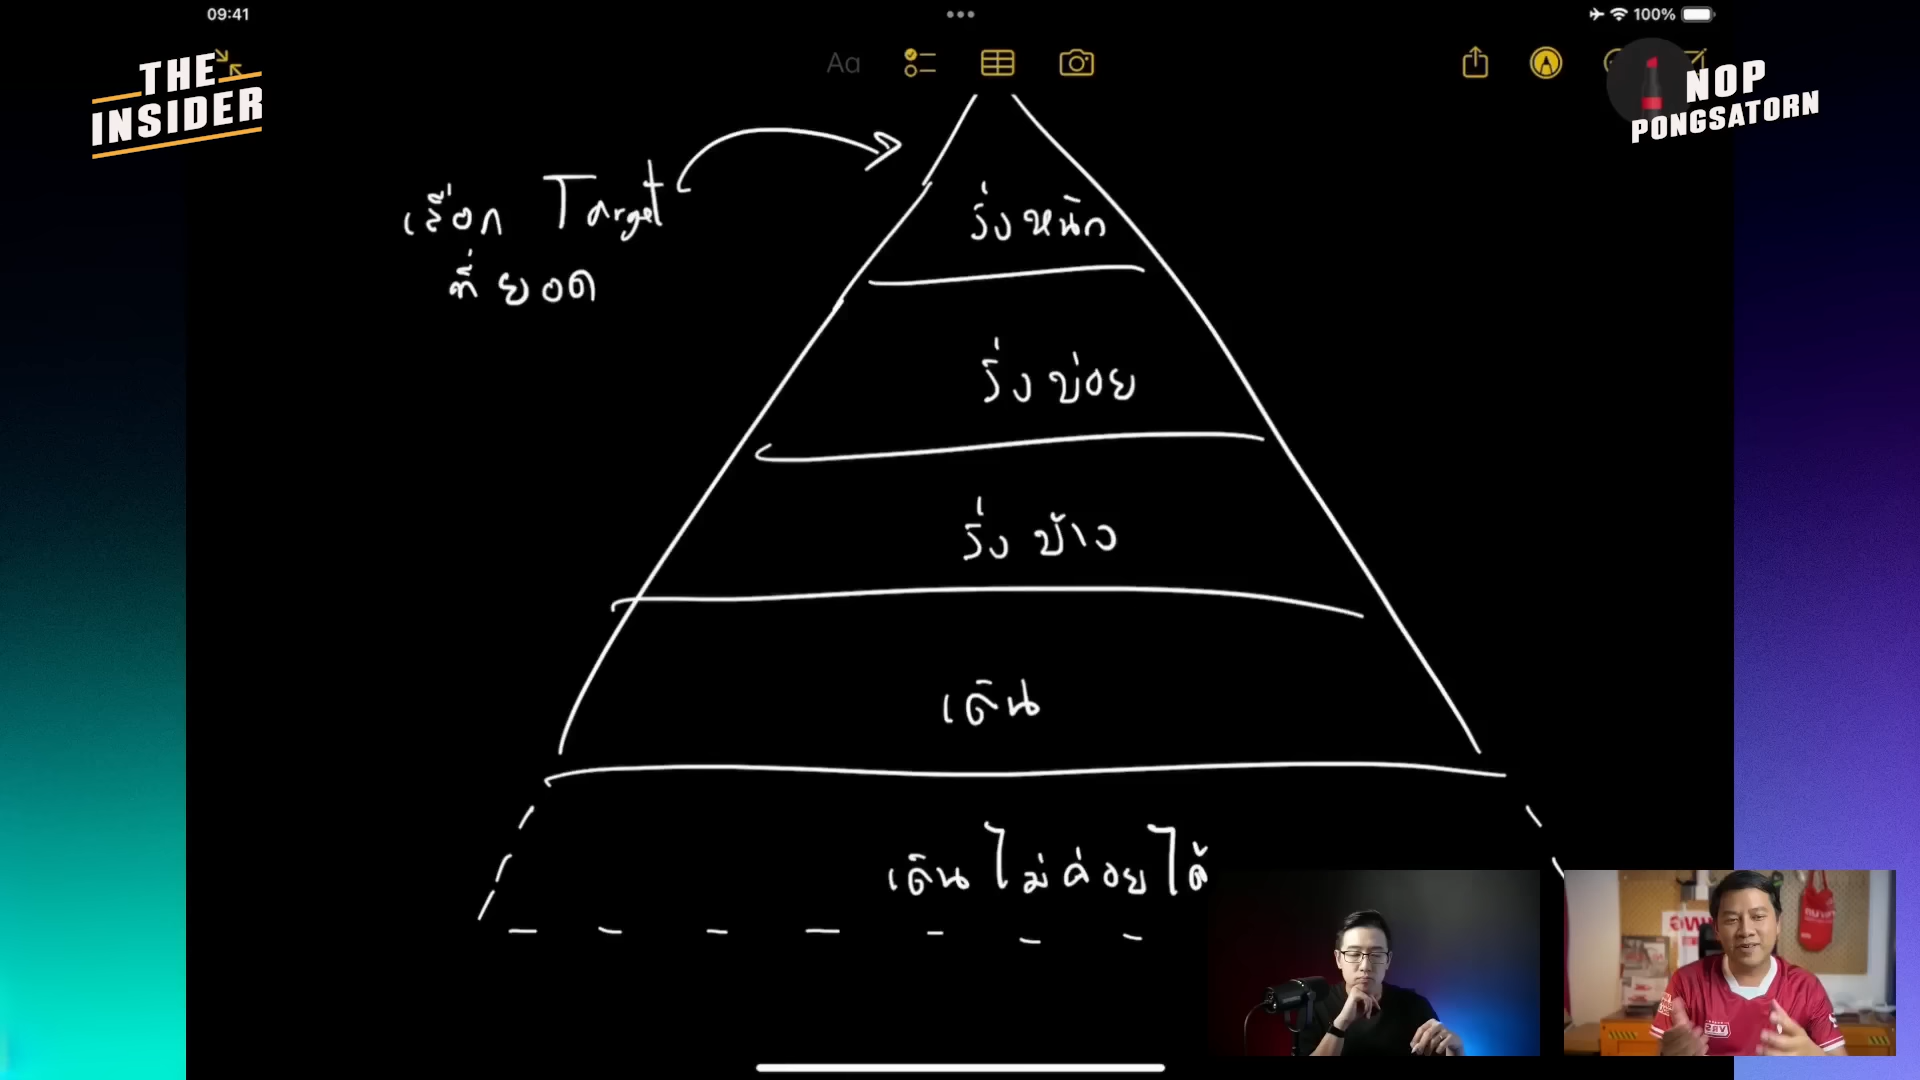 09:41
100%
THE
INSIDER
Aa
NOP
PONGSATORN
เลือก Target
ที่ ยอด
วิ่งหนัก
วิ่งบ่อย
วิ่ง บ้าง
เดิน
เดินไม่ค่อยได้